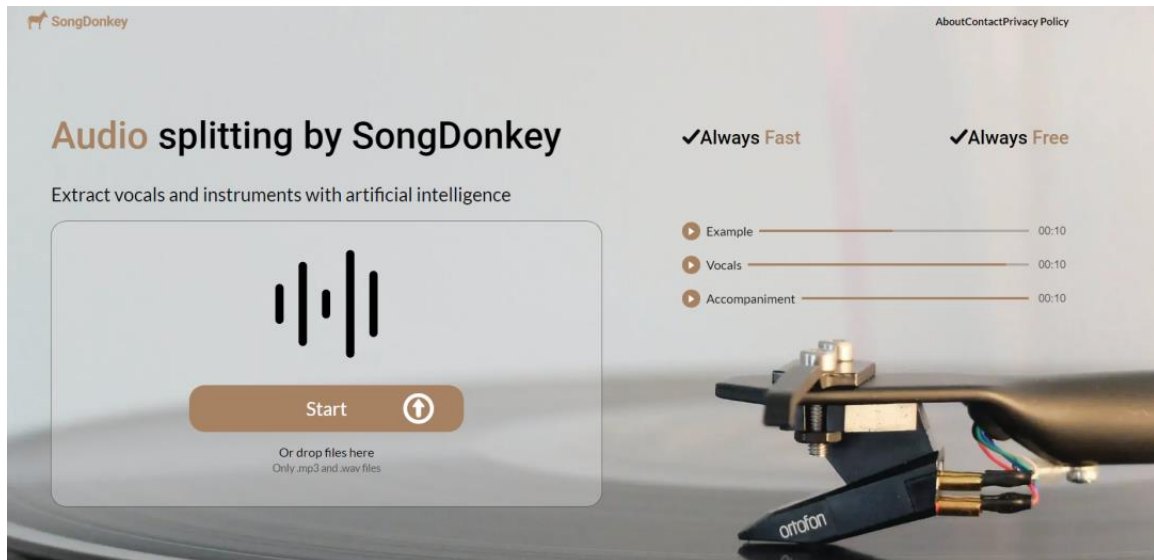 SongDonkey
AboutContactPrivacy Policy
Audio splitting by SongDonkey
Always Fast
Always Free
Extract vocals and instruments with artificial intelligence
Example 00:10
Vocals 00:10
Accompaniment 00:10
Start
Or drop files here
Only .mp3 and .wav files
ortofon